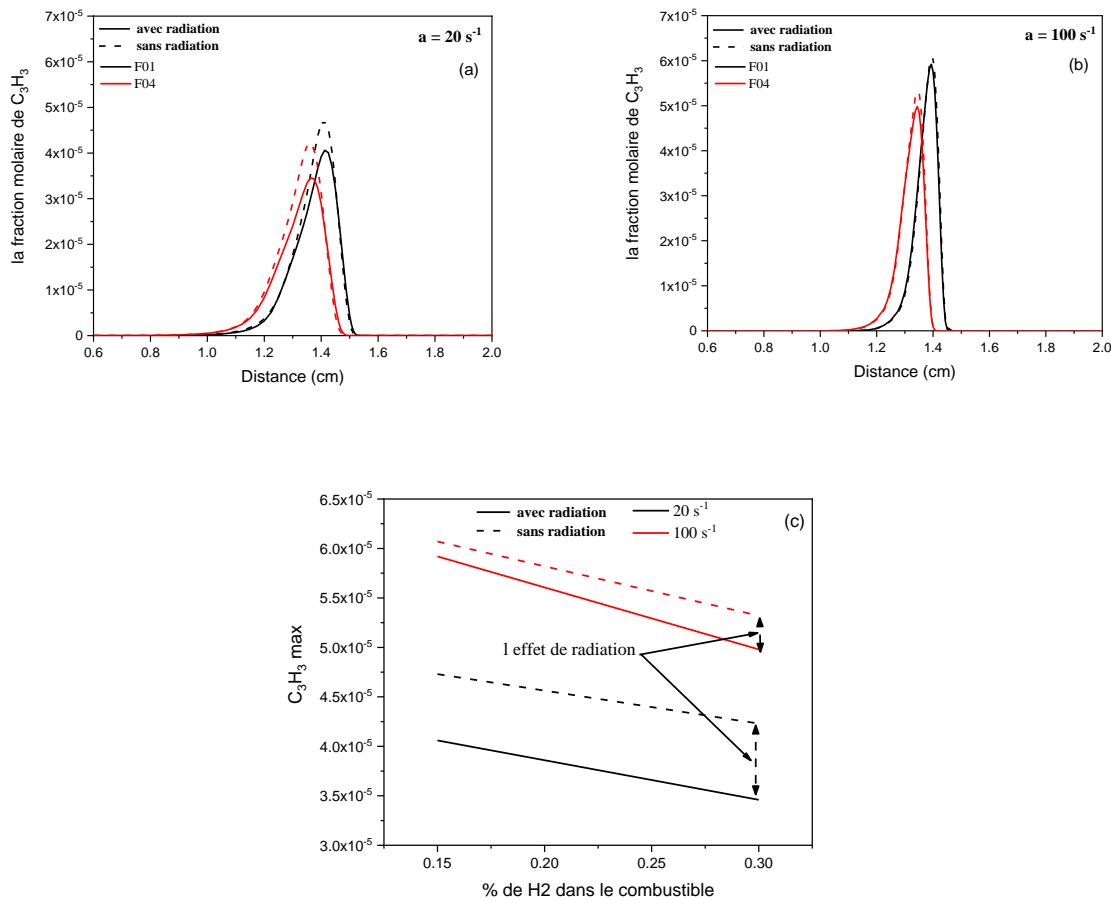 7x10⁻⁵
6x10⁻⁵
5x10⁻⁵
4x10⁻⁵
3x10⁻⁵
2x10⁻⁵
1x10⁻⁵
0
la fraction molaire de C₃H₃
avec radiation
sans radiation
F01
F04
a = 20 s⁻¹
(a)
0.6 0.8 1.0 1.2 1.4 1.6 1.8 2.0
Distance (cm)
7x10⁻⁵
6x10⁻⁵
5x10⁻⁵
4x10⁻⁵
3x10⁻⁵
2x10⁻⁵
1x10⁻⁵
0
la fraction molaire de C₃H₃
avec radiation
sans radiation
F01
F04
a = 100 s⁻¹
(b)
0.6 0.8 1.0 1.2 1.4 1.6 1.8 2.0
Distance (cm)
6.5x10⁻⁵
6.0x10⁻⁵
5.5x10⁻⁵
5.0x10⁻⁵
4.5x10⁻⁵
4.0x10⁻⁵
3.5x10⁻⁵
3.0x10⁻⁵
C₃H₃ max
avec radiation
sans radiation
20 s⁻¹
100 s⁻¹
(c)
l effet de radiation
0.15 0.20 0.25 0.30
% de H2 dans le combustible